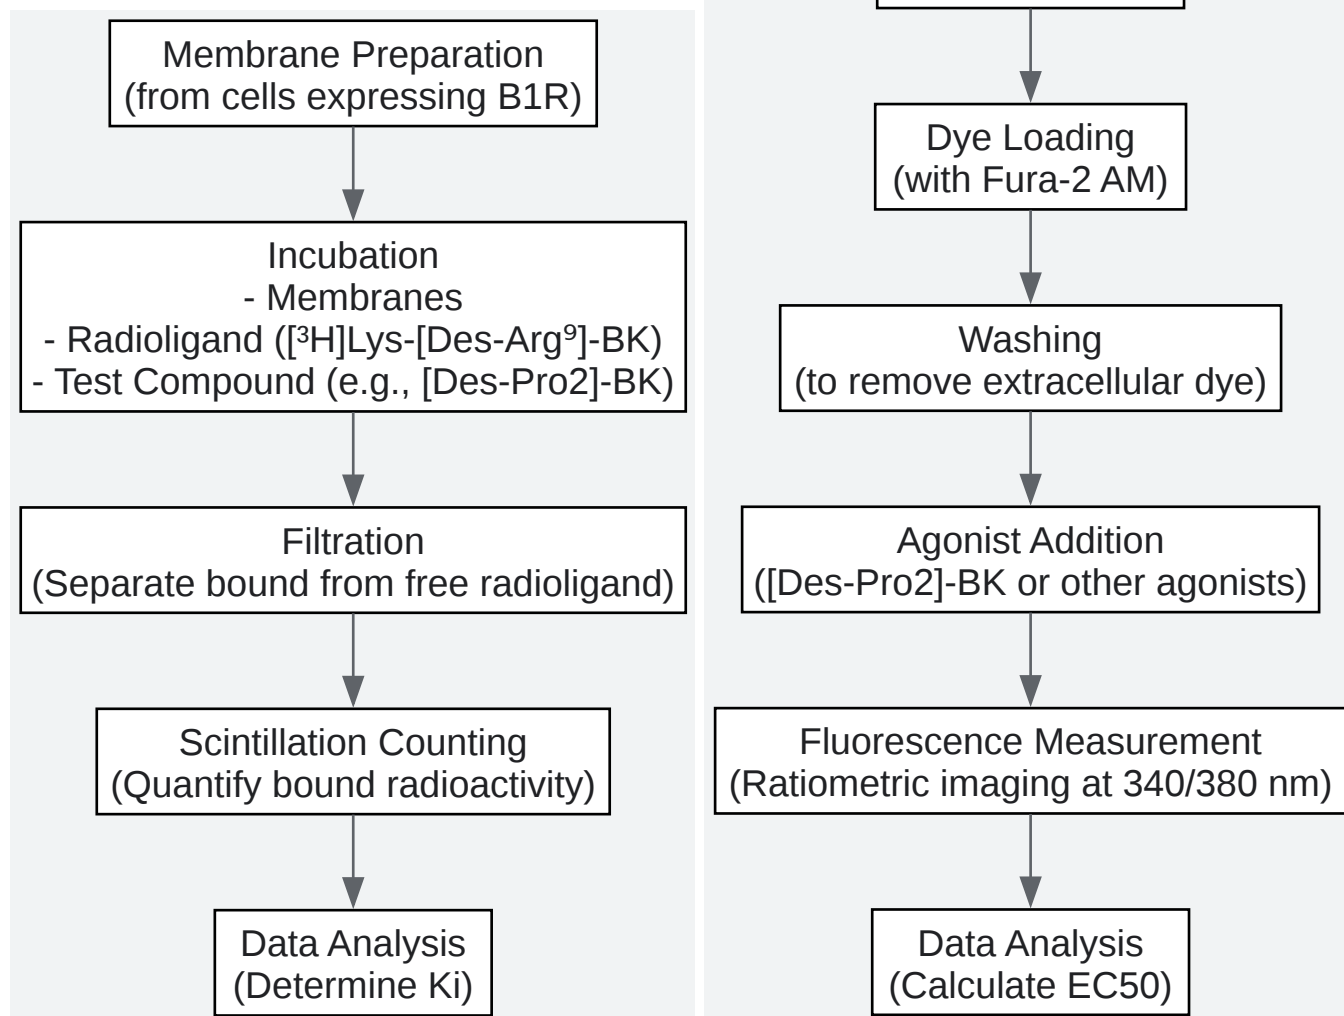 Membrane Preparation
(from cells expressing B1R)
Incubation
- Membranes
- Radioligand ([³H]Lys-[Des-Arg⁹]-BK)
- Test Compound (e.g., [Des-Pro2]-BK)
Filtration
(Separate bound from free radioligand)
Scintillation Counting
(Quantify bound radioactivity)
Data Analysis
(Determine Ki)
Dye Loading
(with Fura-2 AM)
Washing
(to remove extracellular dye)
Agonist Addition
([Des-Pro2]-BK or other agonists)
Fluorescence Measurement
(Ratiometric imaging at 340/380 nm)
Data Analysis
(Calculate EC50)